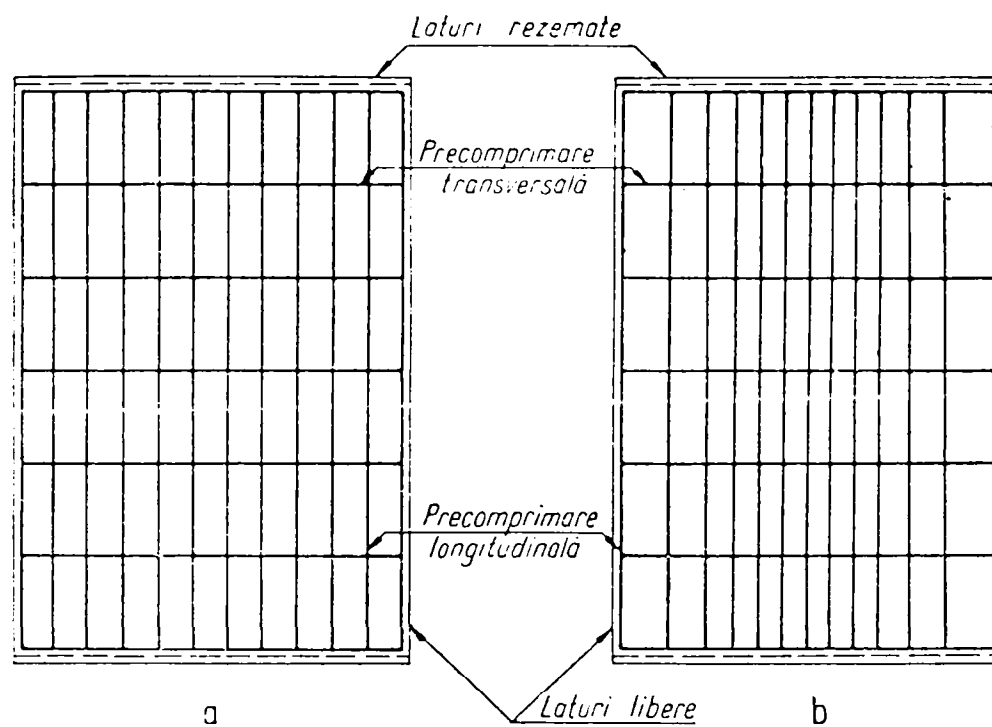 Laturi rezemate
Precomprimare
transversală
Precomprimare
longitudinală
Laturi libere
a
b